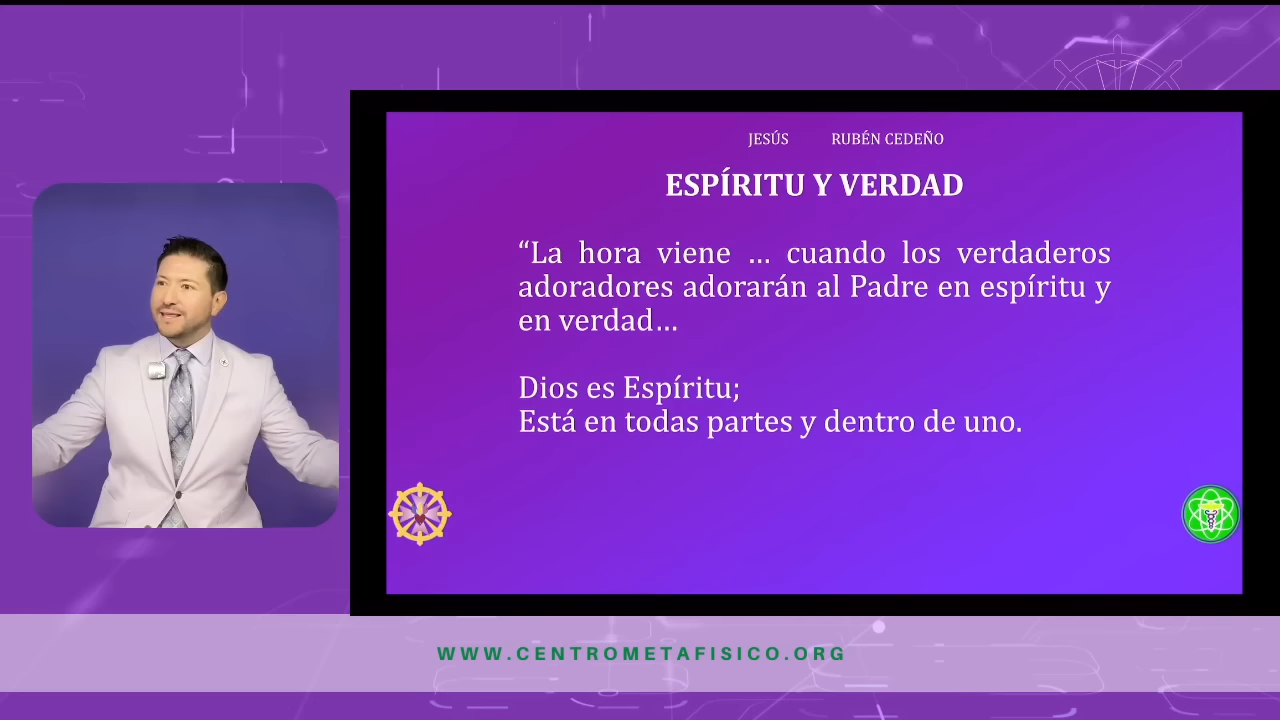 JESÚS RUBÉN CEDEÑO
ESPÍRITU Y VERDAD
“La hora viene … cuando los verdaderos
adoradores adorarán al Padre en espíritu y
en verdad…
Dios es Espíritu;
Está en todas partes y dentro de uno.
WWW.CENTROMETAFISICO.ORG